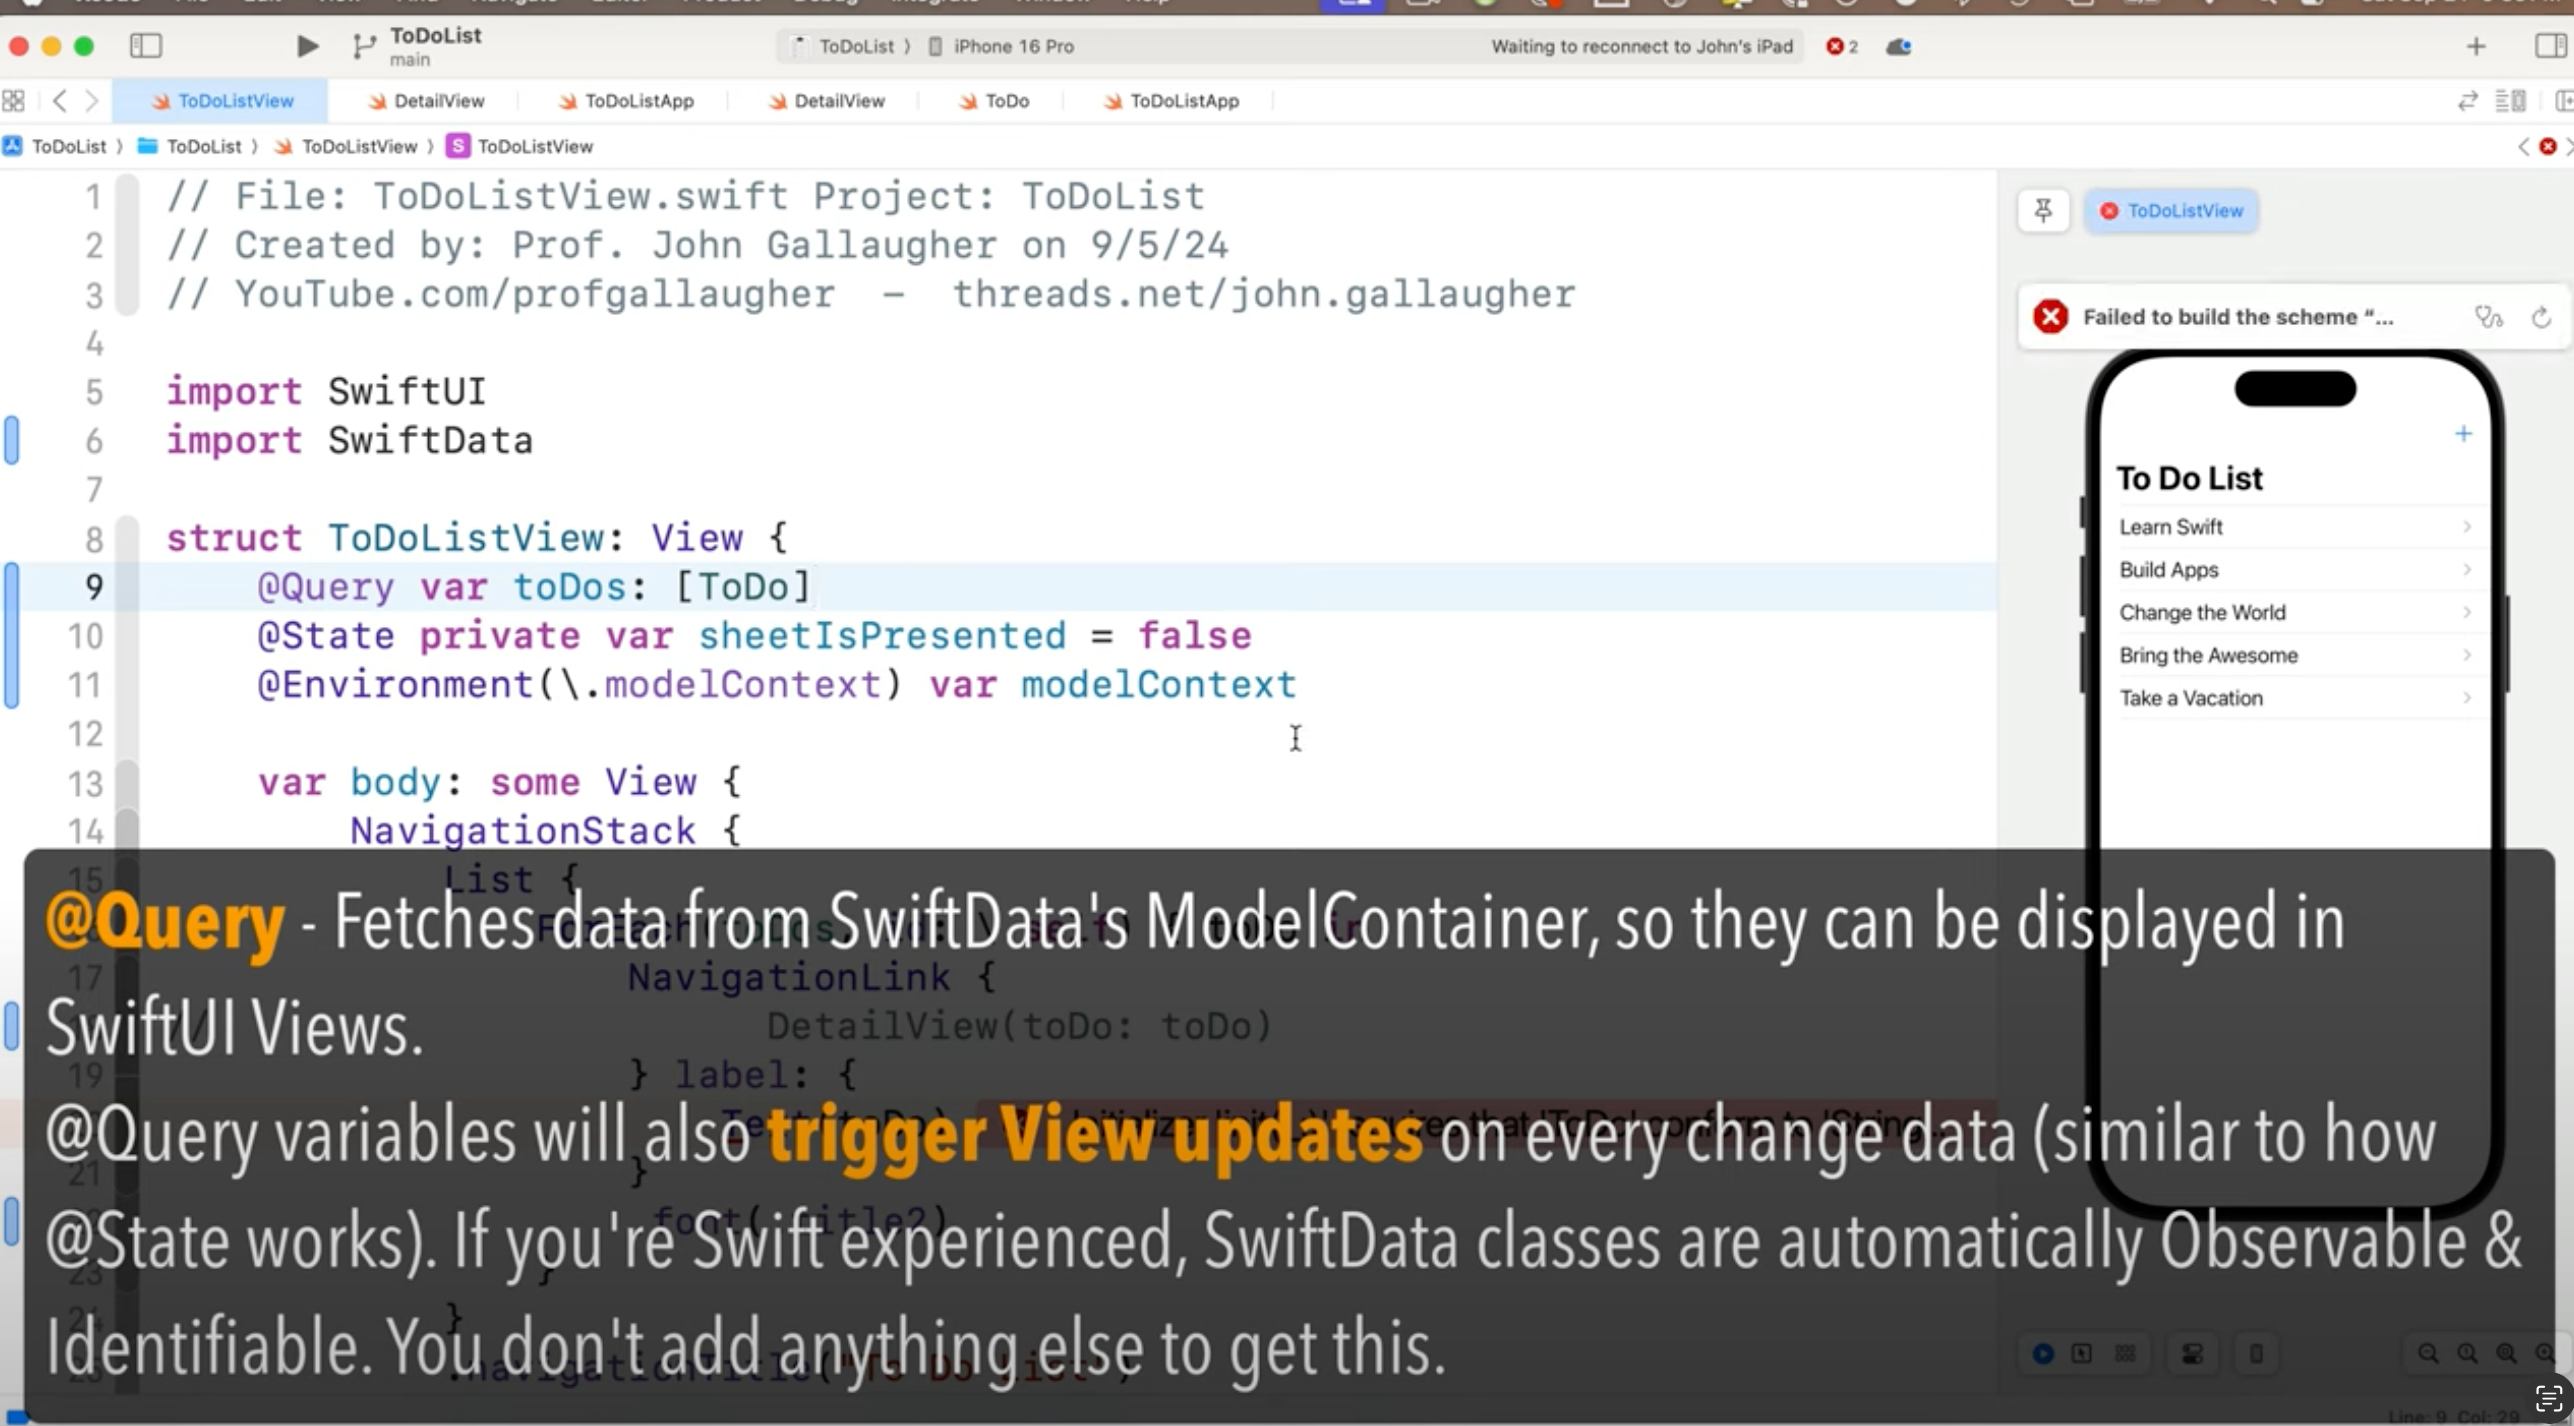 ToDoList
main
ToDoList 〉 iPhone 16 Pro
Waiting to reconnect to John's iPad
2
ToDoListView
DetailView
ToDoListApp
DetailView
ToDo
ToDoListApp
ToDoList 〉 ToDoList 〉 ToDoListView 〉 S ToDoListView
1 // File: ToDoListView.swift Project: ToDoList
2 // Created by: Prof. John Gallaugher on 9/5/24
3 // YouTube.com/profgallaugher – threads.net/john.gallaugher
4
5 import SwiftUI
6 import SwiftData
7
8 struct ToDoListView: View {
9 @Query var toDos: [ToDo]
10 @State private var sheetIsPresented = false
11 @Environment(\.modelContext) var modelContext
12
13 var body: some View {
14 NavigationStack {
15 List {
17 NavigationLink {
DetailView(toDo: toDo)
19 } label: {
21 }
23 }
}
@Query - Fetches data from SwiftData's ModelContainer, so they can be displayed in
SwiftUI Views.
@Query variables will also trigger View updates on every change data (similar to how
@State works). If you're Swift experienced, SwiftData classes are automatically Observable &
Identifiable. You don't add anything else to get this.
ToDoListView
Failed to build the scheme “...
+
To Do List
Learn Swift
Build Apps
Change the World
Bring the Awesome
Take a Vacation
Line: 9 Col: 29